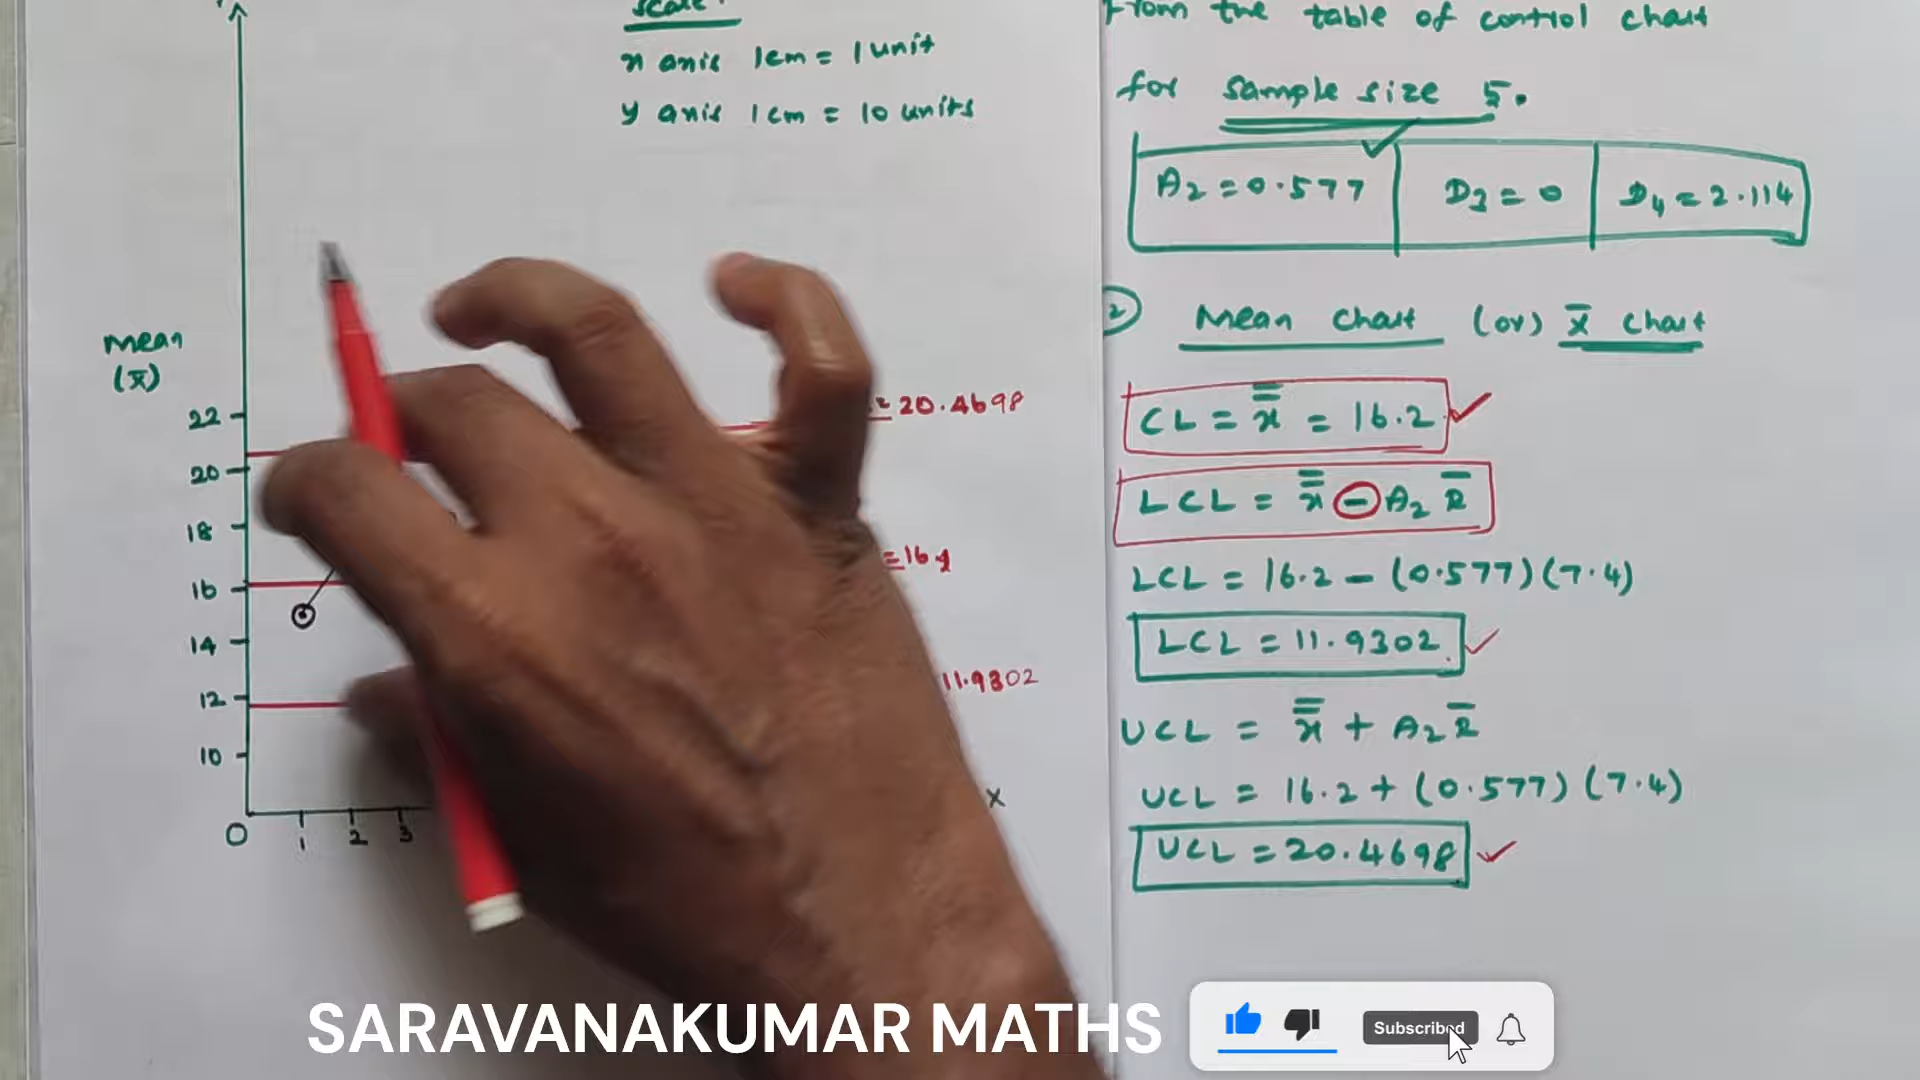 scale:
x axis 1cm = 1 unit
y axis 1cm = 10 units
Mean
(x̄)
22
20
18
16
14
12
10
0
1
2
3
20.4698
=16.
11.9302
X
From the table of control chart
for sample size 5.
A2 = 0.577
D3 = 0
D4 = 2.114
2
Mean chart (or) x̄ chart
CL = x̿ = 16.2
LCL = x̿ - A2 R̄
LCL = 16.2 - (0.577)(7.4)
LCL = 11.9302
UCL = x̿ + A2 R̄
UCL = 16.2 + (0.577)(7.4)
UCL = 20.4698
SARAVANAKUMAR MATHS
Subscribed